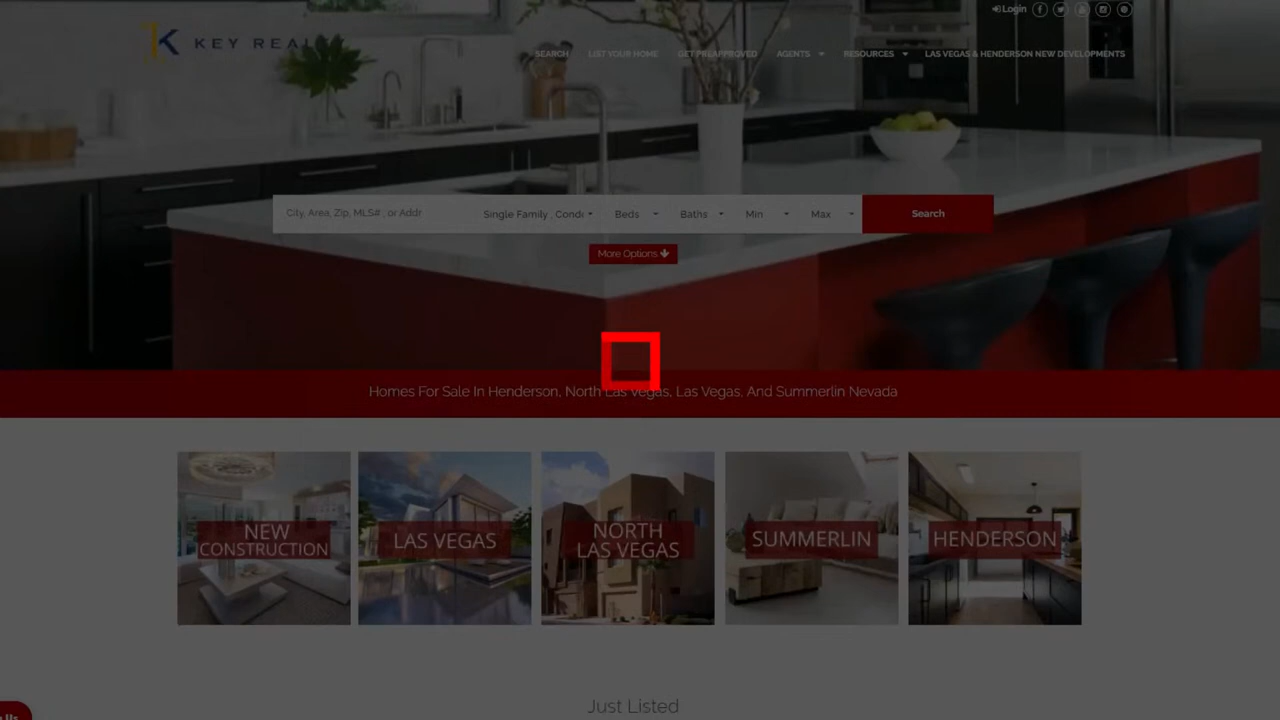 Login
KEY REAL
SEARCH LIST YOUR HOME GET PREAPPROVED AGENTS RESOURCES LAS VEGAS & HENDERSON NEW DEVELOPMENTS
City, Area, Zip, MLS# , or Addr Single Family , Cond Beds Baths Min Max Search
More Options
Homes For Sale In Henderson, North Las Vegas, Las Vegas, And Summerlin Nevada
NEW
CONSTRUCTION
LAS VEGAS
NORTH
LAS VEGAS
SUMMERLIN
HENDERSON
Just Listed
Us